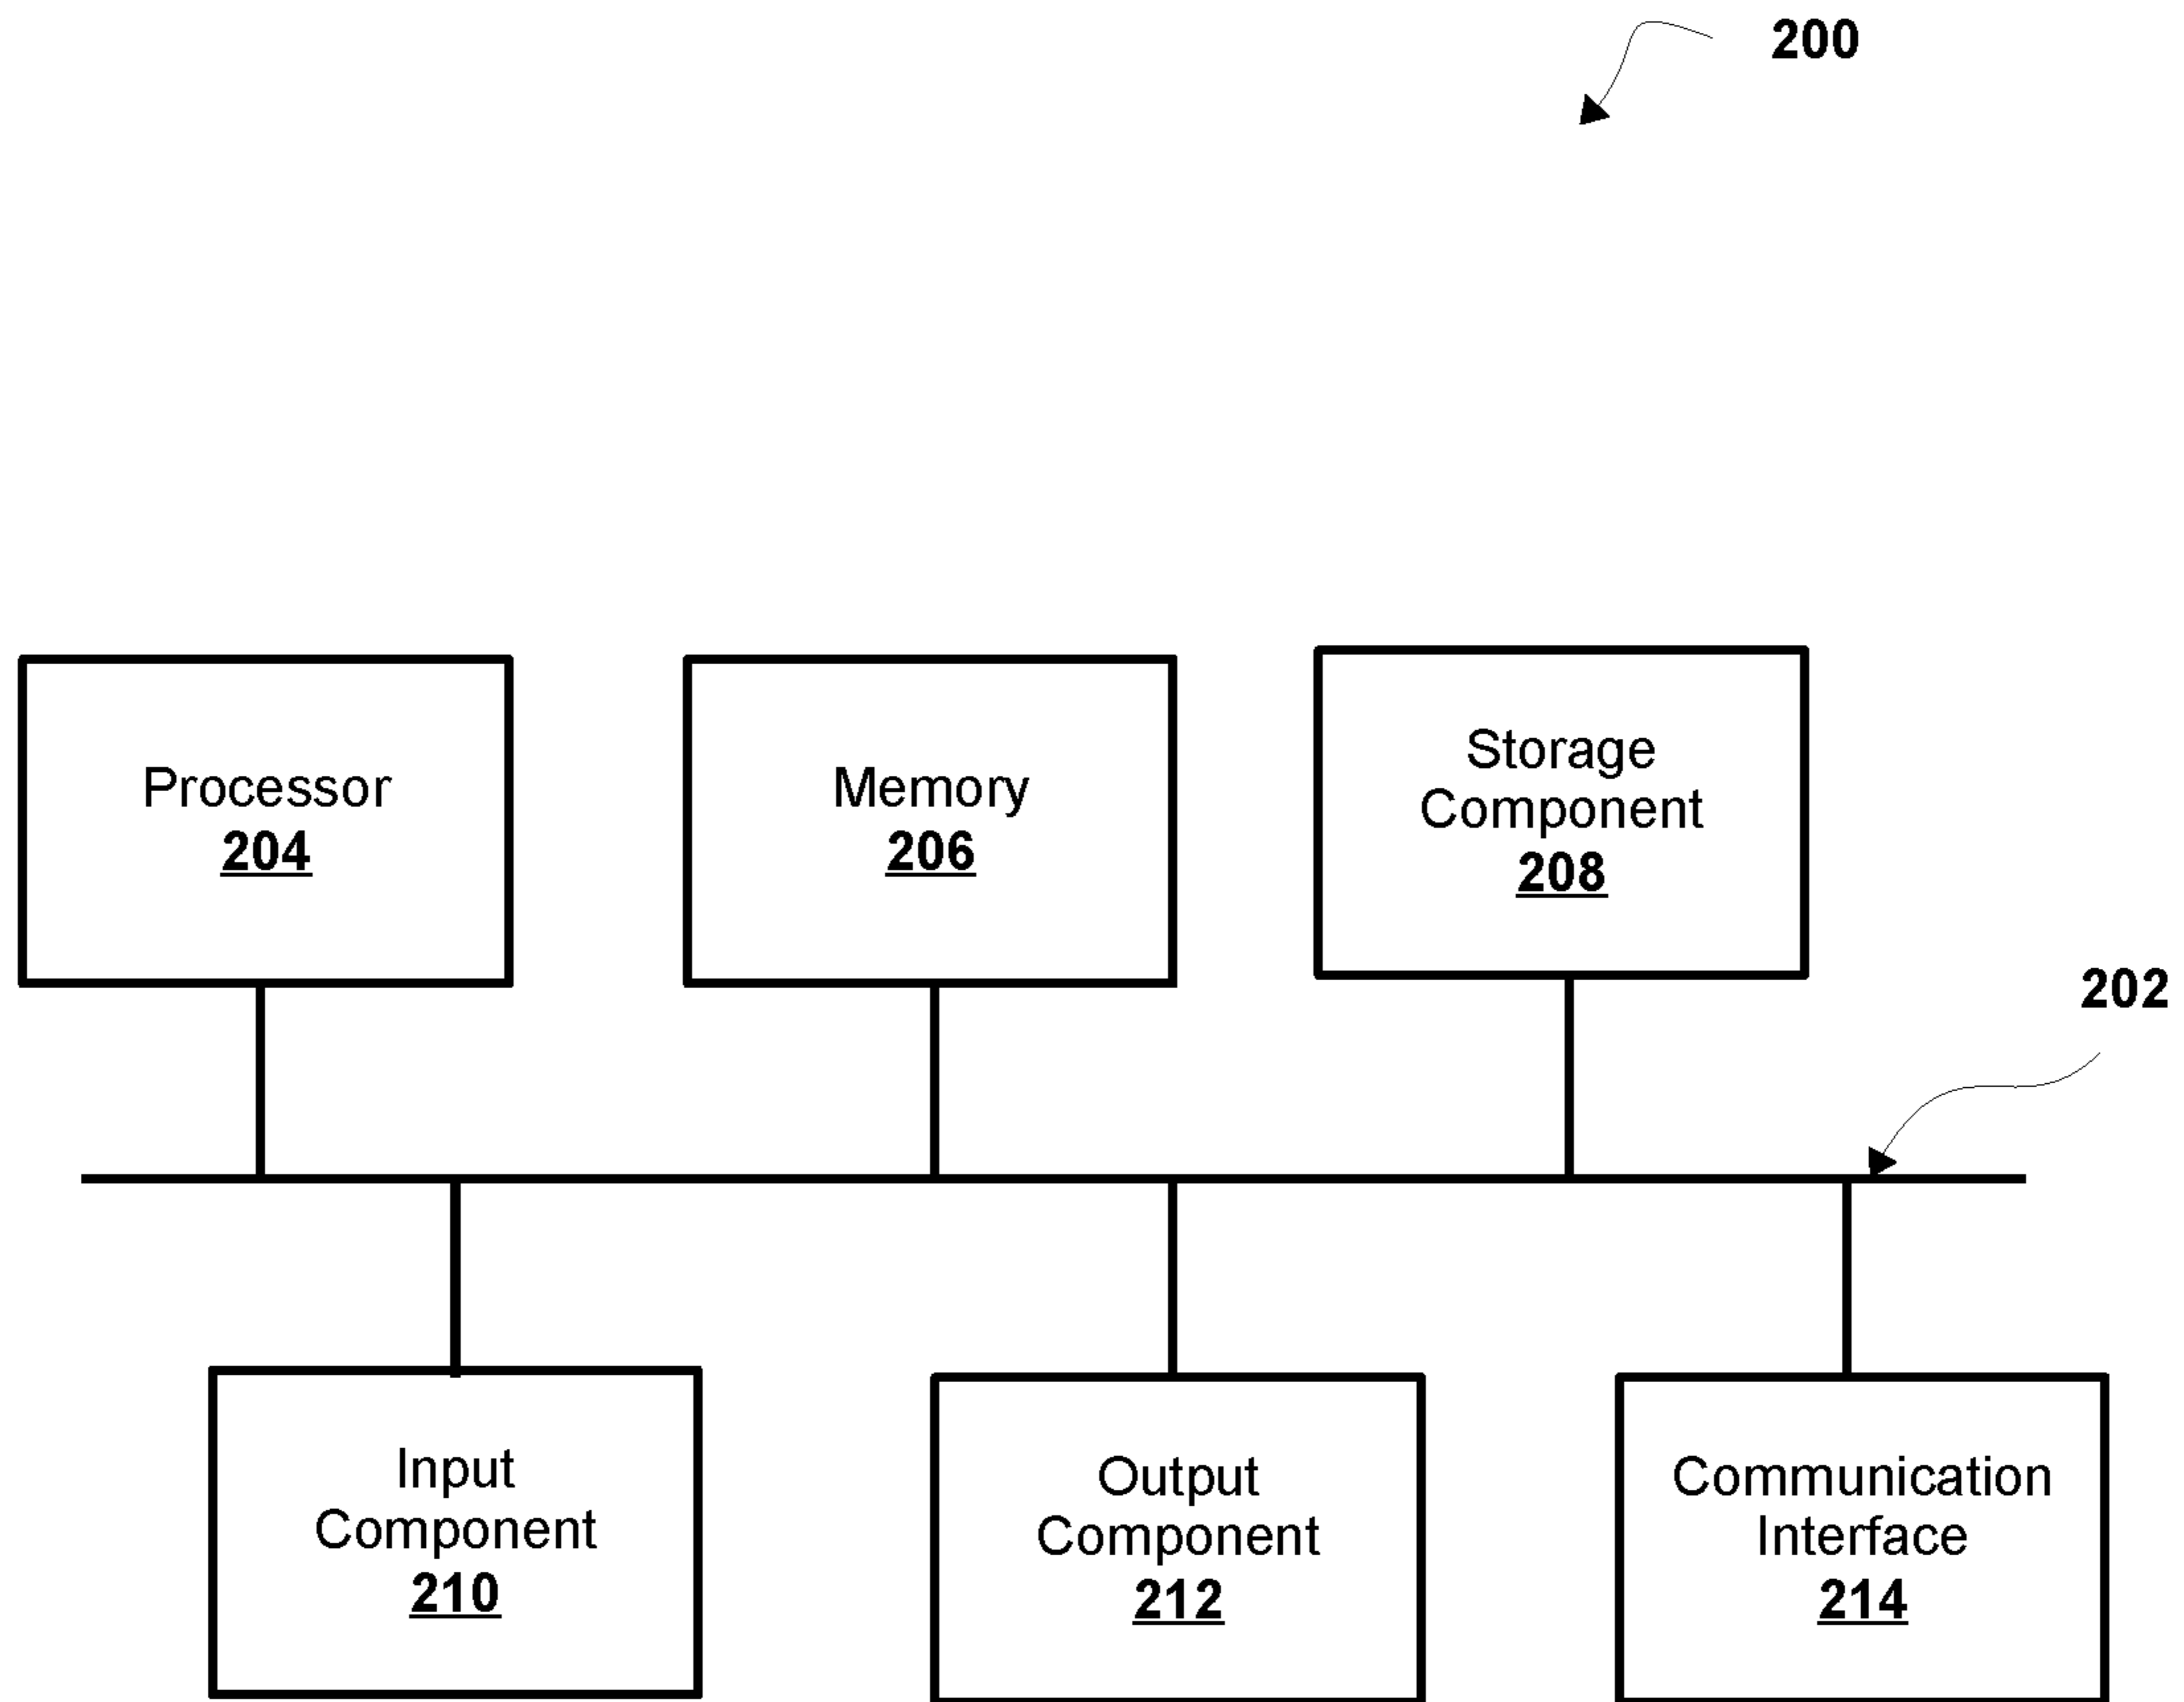 200
Processor
204
Memory
206
Storage
Component
208
202
Input
Component
210
Output
Component
212
Communication
Interface
214